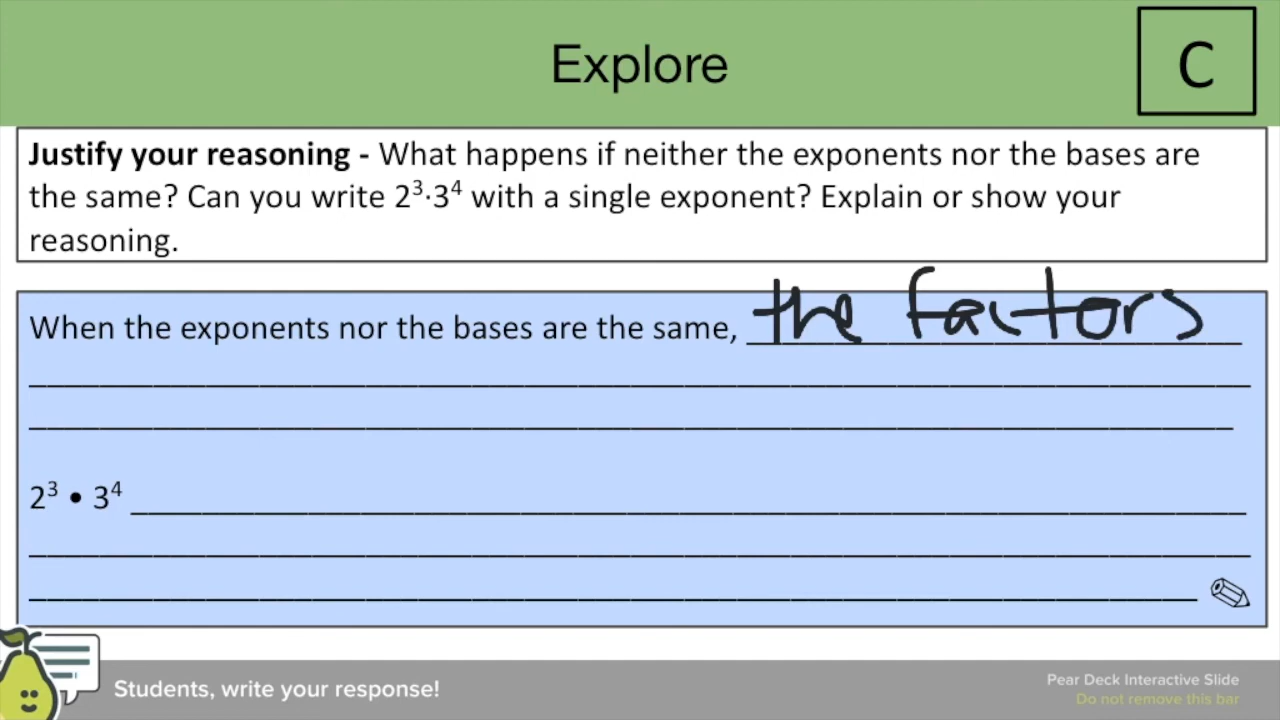 Explore
C
Justify your reasoning - What happens if neither the exponents nor the bases are
the same? Can you write 2³·3⁴ with a single exponent? Explain or show your
reasoning.
When the exponents nor the bases are the same, the factors
2³ • 3⁴
Students, write your response!
Pear Deck Interactive Slide
Do not remove this bar